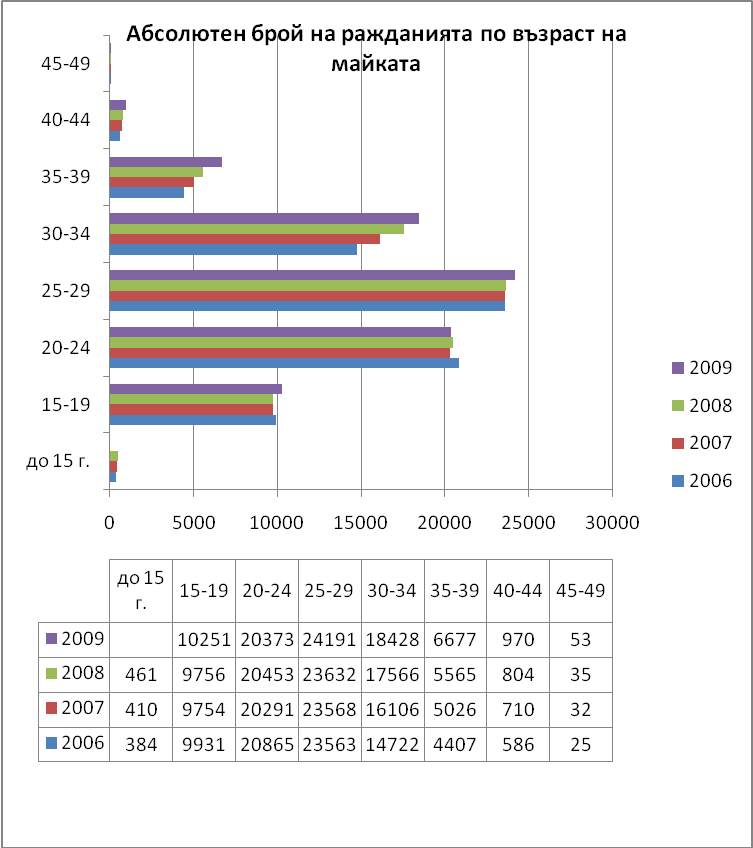 Абсолютен брой на ражданията по възраст на
майката
45-49
40-44
35-39
30-34
25-29
20-24
15-19
до 15 г.
0 5000 10000 15000 20000 25000 30000
2009
2008
2007
2006
до 15
г. 15-19 20-24 25-29 30-34 35-39 40-44 45-49
2009 10251 20373 24191 18428 6677 970 53
2008 461 9756 20453 23632 17566 5565 804 35
2007 410 9754 20291 23568 16106 5026 710 32
2006 384 9931 20865 23563 14722 4407 586 25